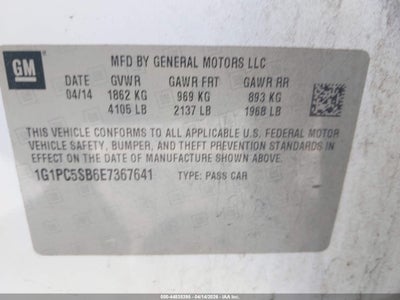 GM
MFD BY GENERAL MOTORS LLC
DATE GVWR GAWR FRT GAWR RR
04/14 1862 KG 969 KG 893 KG
4105 LB 2137 LB 1968 LB
THIS VEHICLE CONFORMS TO ALL APPLICABLE U.S. FEDERAL MOTOR
VEHICLE SAFETY, BUMPER, AND THEFT PREVENTION STANDARDS
IN EFFECT ON THE DATE OF MANUFACTURE SHOWN ABOVE.
1G1PC5SB6E7367641 TYPE: PASS CAR